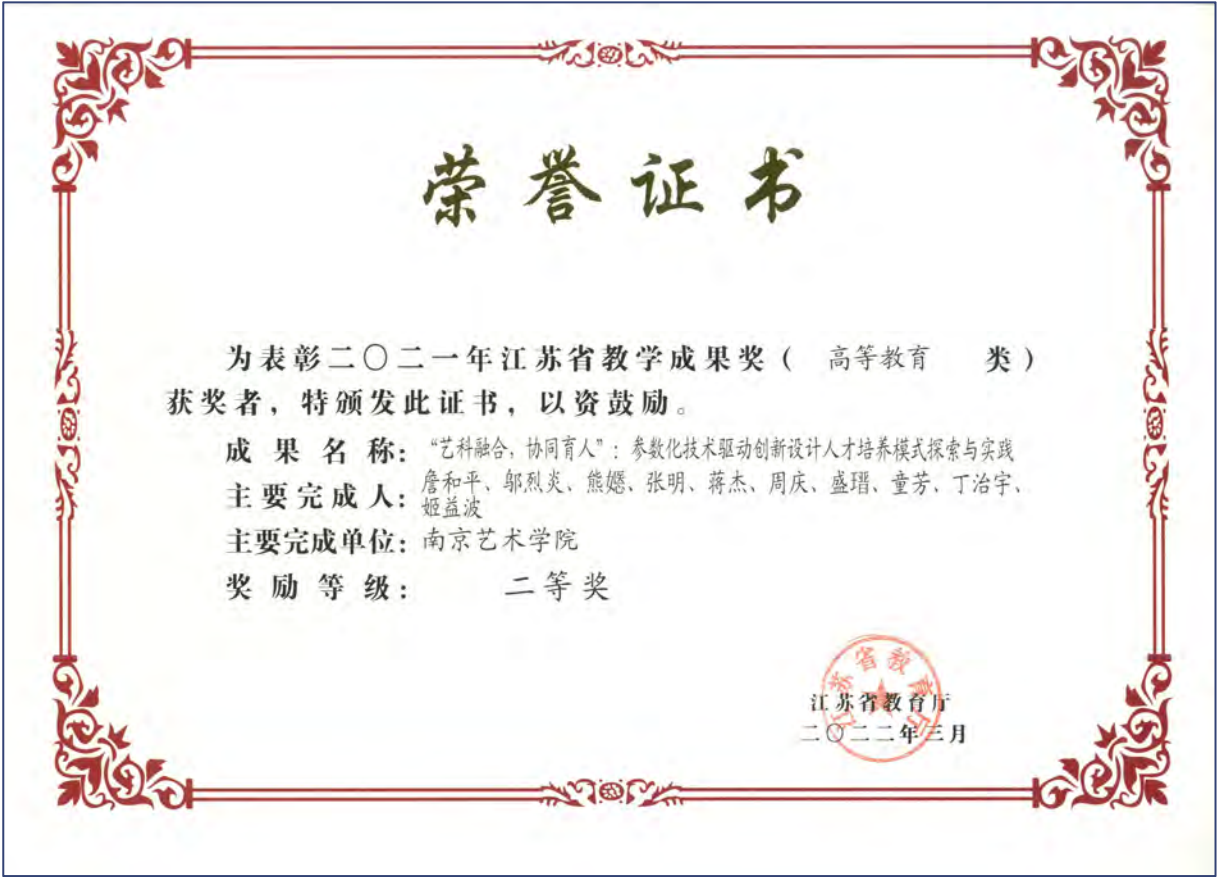 荣誉证书
为表彰二〇二一年江苏省教学成果奖（ 高等教育 类）
获奖者，特颁发此证书，以资鼓励。
成果名称：“艺科融合，协同育人”：参数化技术驱动创新设计人才培养模式探索与实践
主要完成人：詹和平、邬烈炎、熊嫕、张明、蒋杰、周庆、盛瑨、童芳、丁治宇、
姬益波
主要完成单位：南京艺术学院
奖励等级： 二等奖
江苏省教育厅
江苏省教育厅
二〇二二年三月